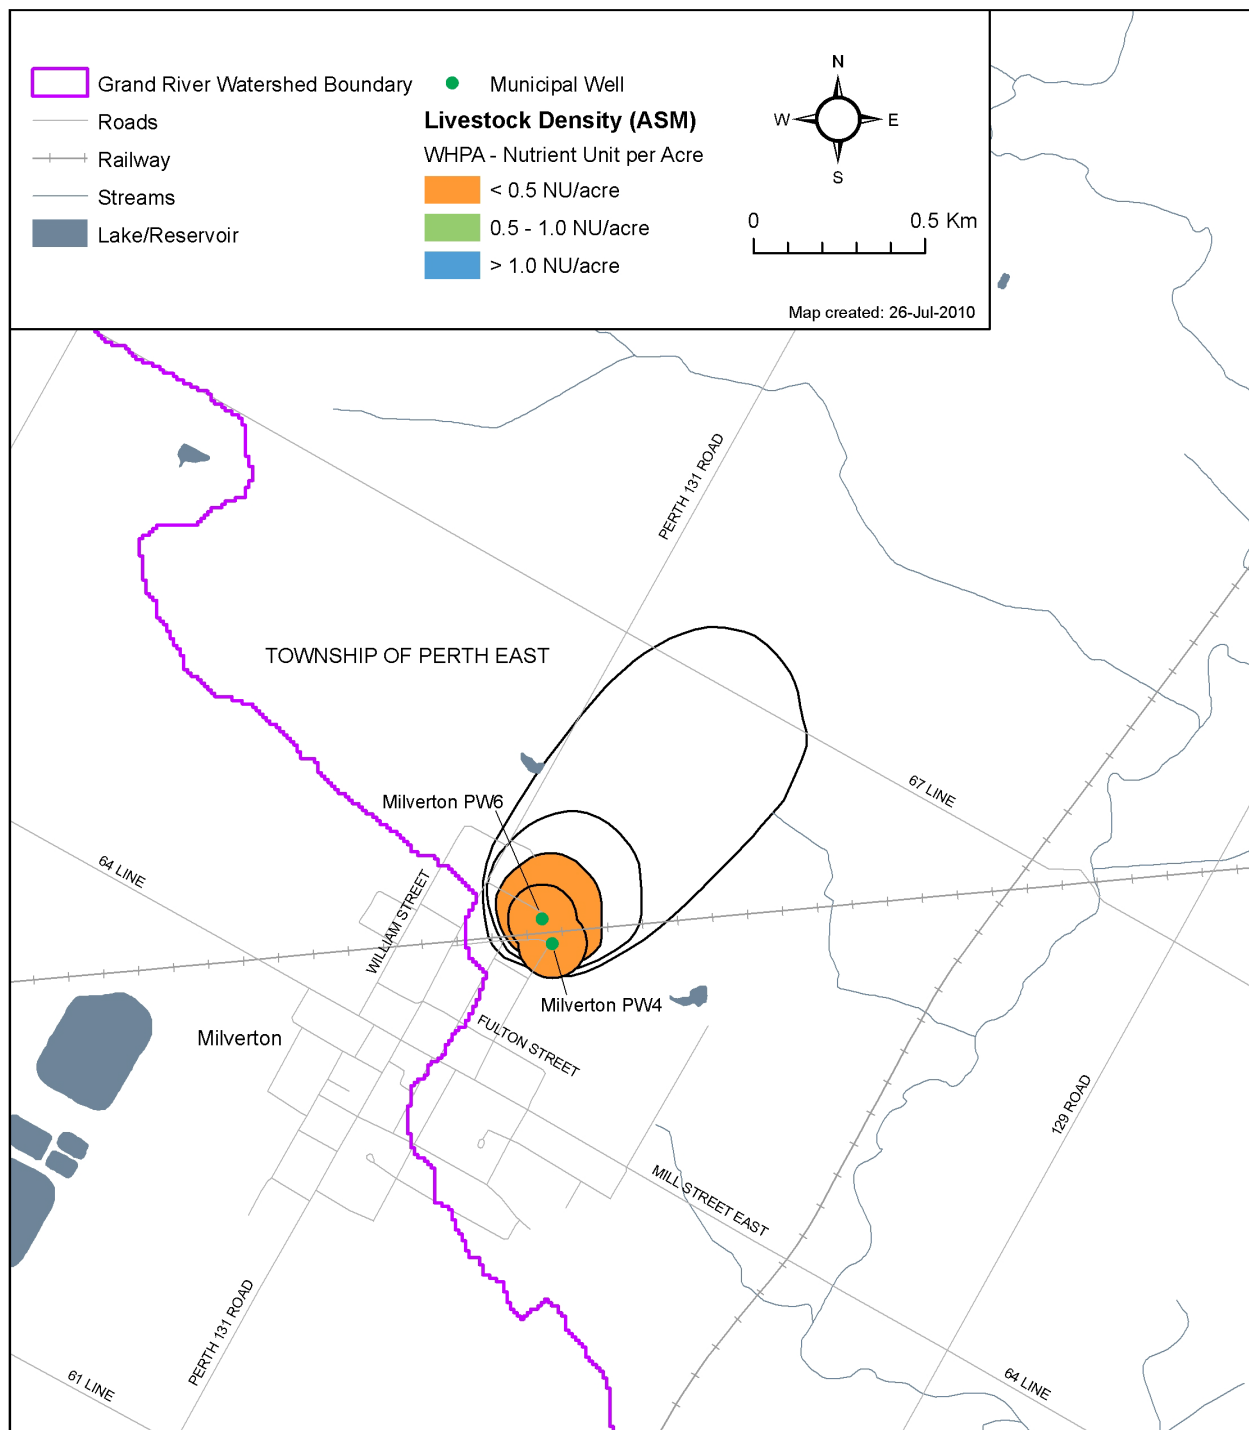 Grand River Watershed Boundary
Roads
Railway
Streams
Lake/Reservoir
Municipal Well
Livestock Density (ASM)
WHPA - Nutrient Unit per Acre
< 0.5 NU/acre
0.5 - 1.0 NU/acre
> 1.0 NU/acre
N
W E
S
0 0.5 Km
Map created: 26-Jul-2010
PERTH 131 ROAD
TOWNSHIP OF PERTH EAST
67 LINE
Milverton PW6
64 LINE
WILLIAM STREET
Milverton PW4
Milverton
FULTON STREET
129 ROAD
MILL STREET EAST
PERTH 131 ROAD
61 LINE
64 LINE